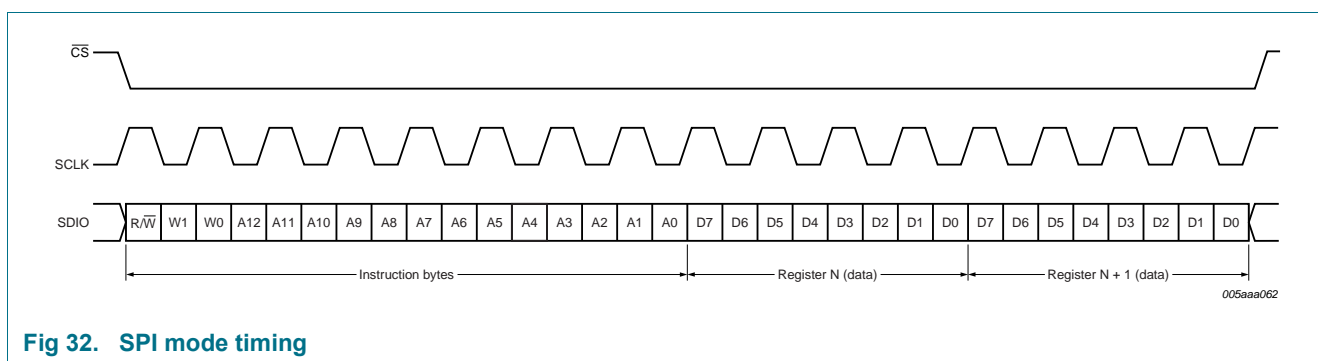 CS
SCLK
SDIO R/W W1 W0 A12 A11 A10 A9 A8 A7 A6 A5 A4 A3 A2 A1 A0 D7 D6 D5 D4 D3 D2 D1 D0 D7 D6 D5 D4 D3 D2 D1 D0
Instruction bytes Register N (data) Register N + 1 (data)
005aaa062
Fig 32. SPI mode timing